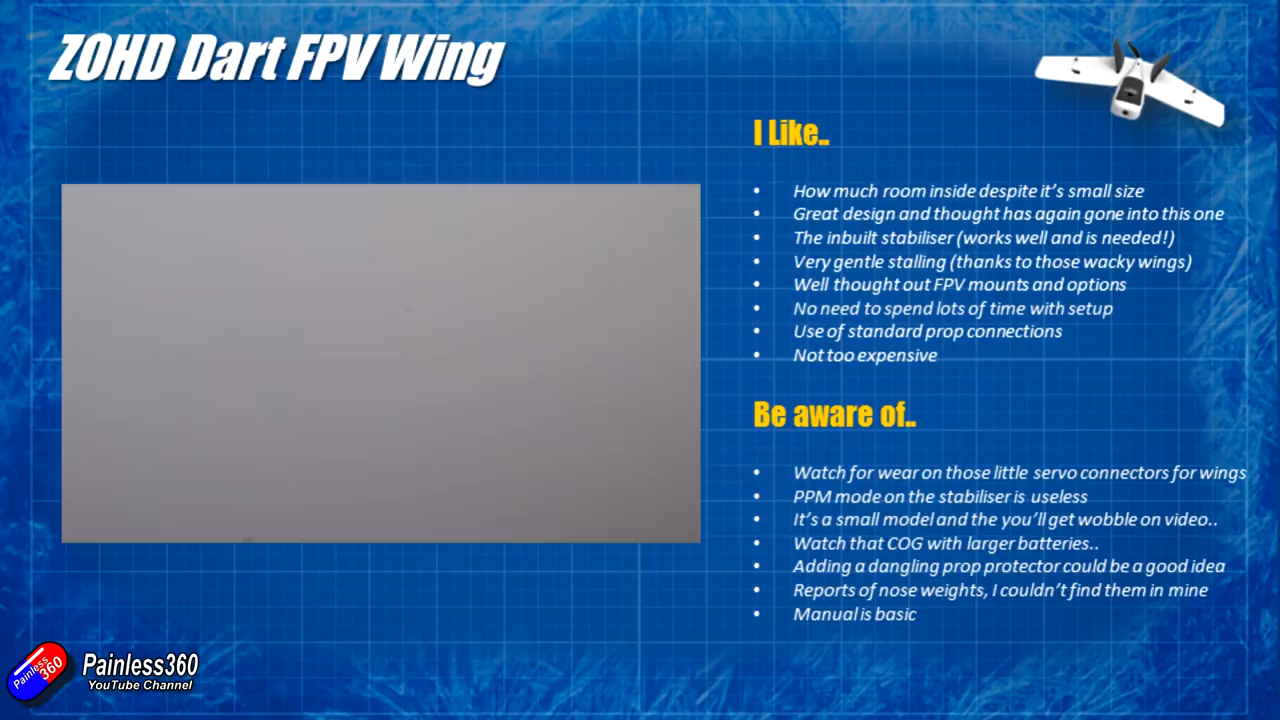 ZOHD Dart FPV Wing
I Like..
• How much room inside despite it's small size
• Great design and thought has again gone into this one
• The inbuilt stabiliser (works well and is needed!)
• Very gentle stalling (thanks to those wacky wings)
• Well thought out FPV mounts and options
• No need to spend lots of time with setup
• Use of standard prop connections
• Not too expensive
Be aware of..
• Watch for wear on those little servo connectors for wings
• PPM mode on the stabiliser is useless
• It's a small model and the you'll get wobble on video..
• Watch that COG with larger batteries..
• Adding a dangling prop protector could be a good idea
• Reports of nose weights, I couldn't find them in mine
• Manual is basic
Painless
360
Painless360
YouTube Channel